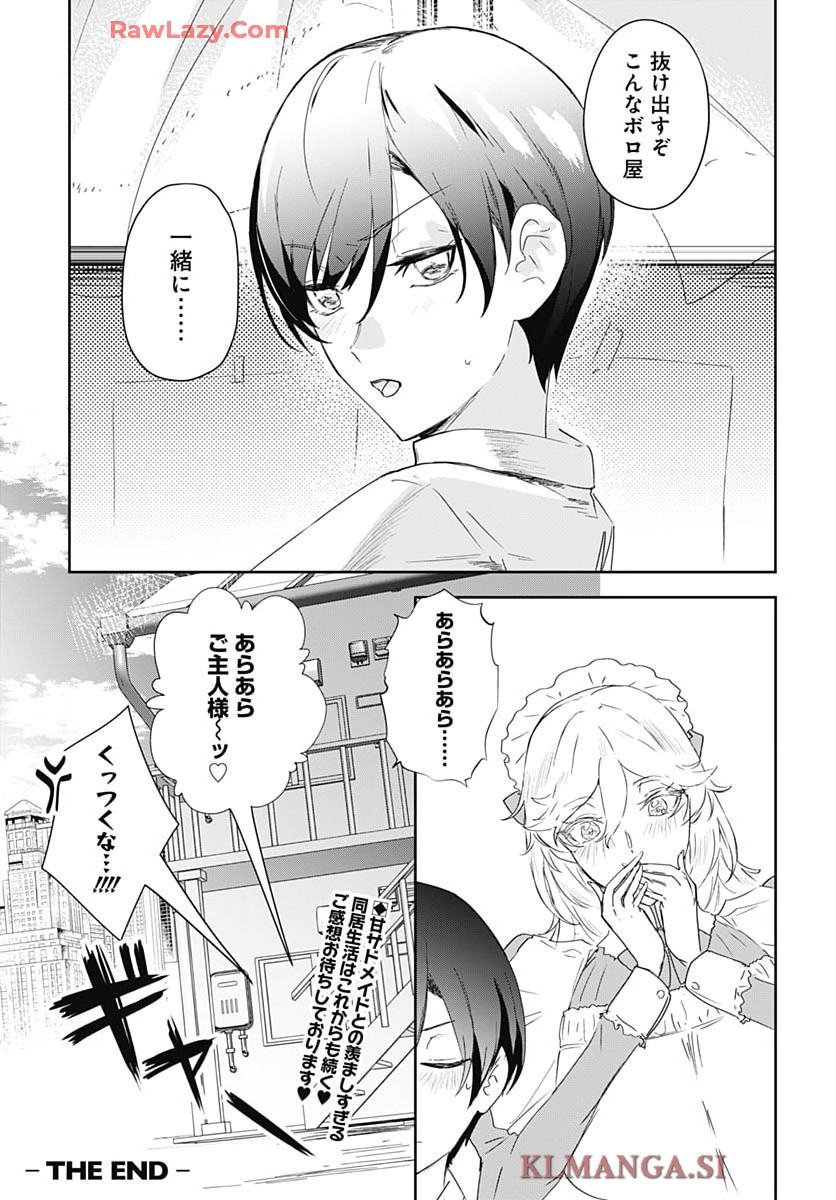 RawLazy.Com
抜け出すぞ
こんなボロ屋
一緒に……
あらあらあら……
あらあら
ご主人様～ッ♡
くっつくな…!!!!
ギャー
ギャー
◆甘サドメイドとの羨ましすぎる
同居生活はこれからも続く♥
ご感想お待ちしております♥
– THE END –
KLMANGA.SI